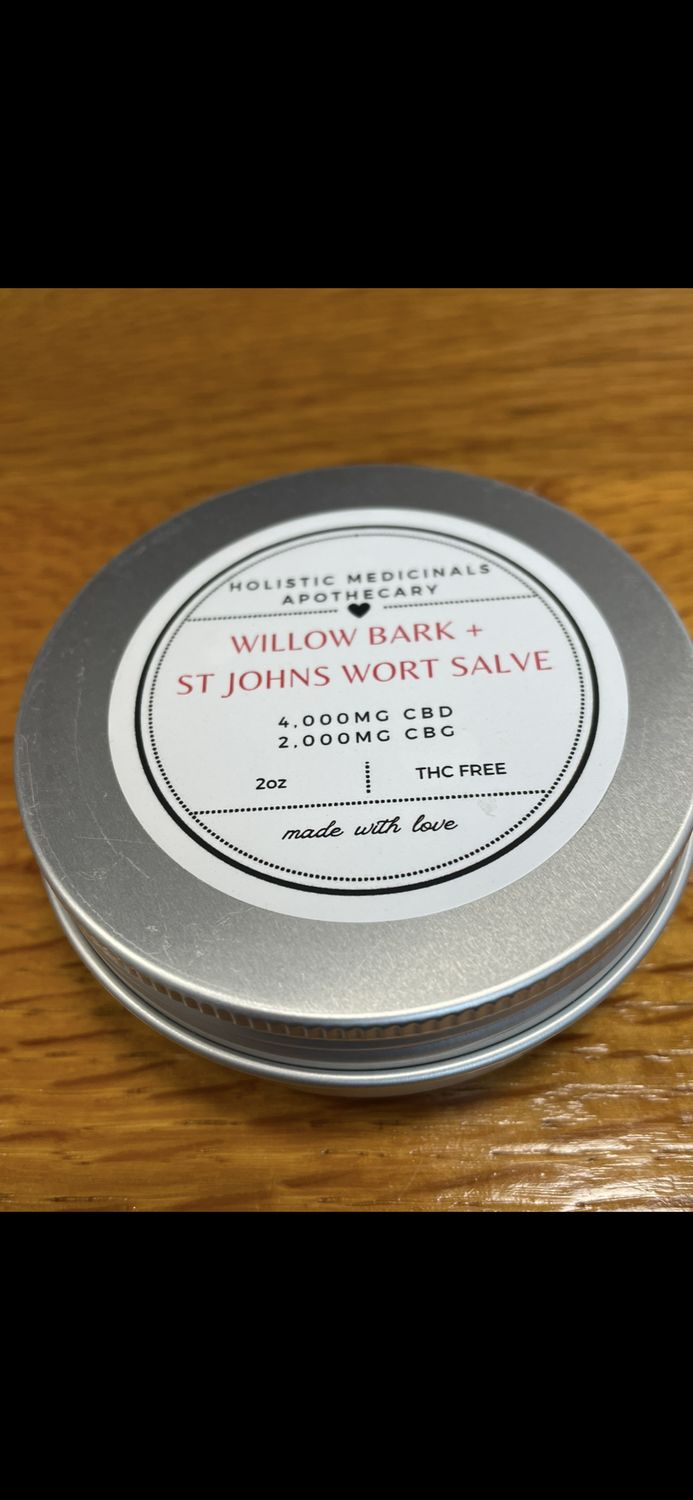 HOLISTIC MEDICINALS
APOTHECARY
WILLOW BARK +
ST JOHNS WORT SALVE
4,000MG CBD
2,000MG CBG
2oz
THC FREE
made with love